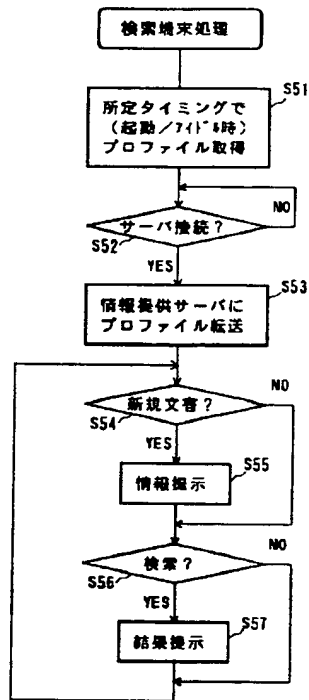 検索端末処理
S51
所定タイミングで
(起動/アイドル時)
プロファイル取得
NO
サーバ接続?
S52
YES
S53
情報提供サーバに
プロファイル転送
NO
新規文書?
S54
YES
S55
情報提示
NO
検索?
S56
YES
S57
結果提示